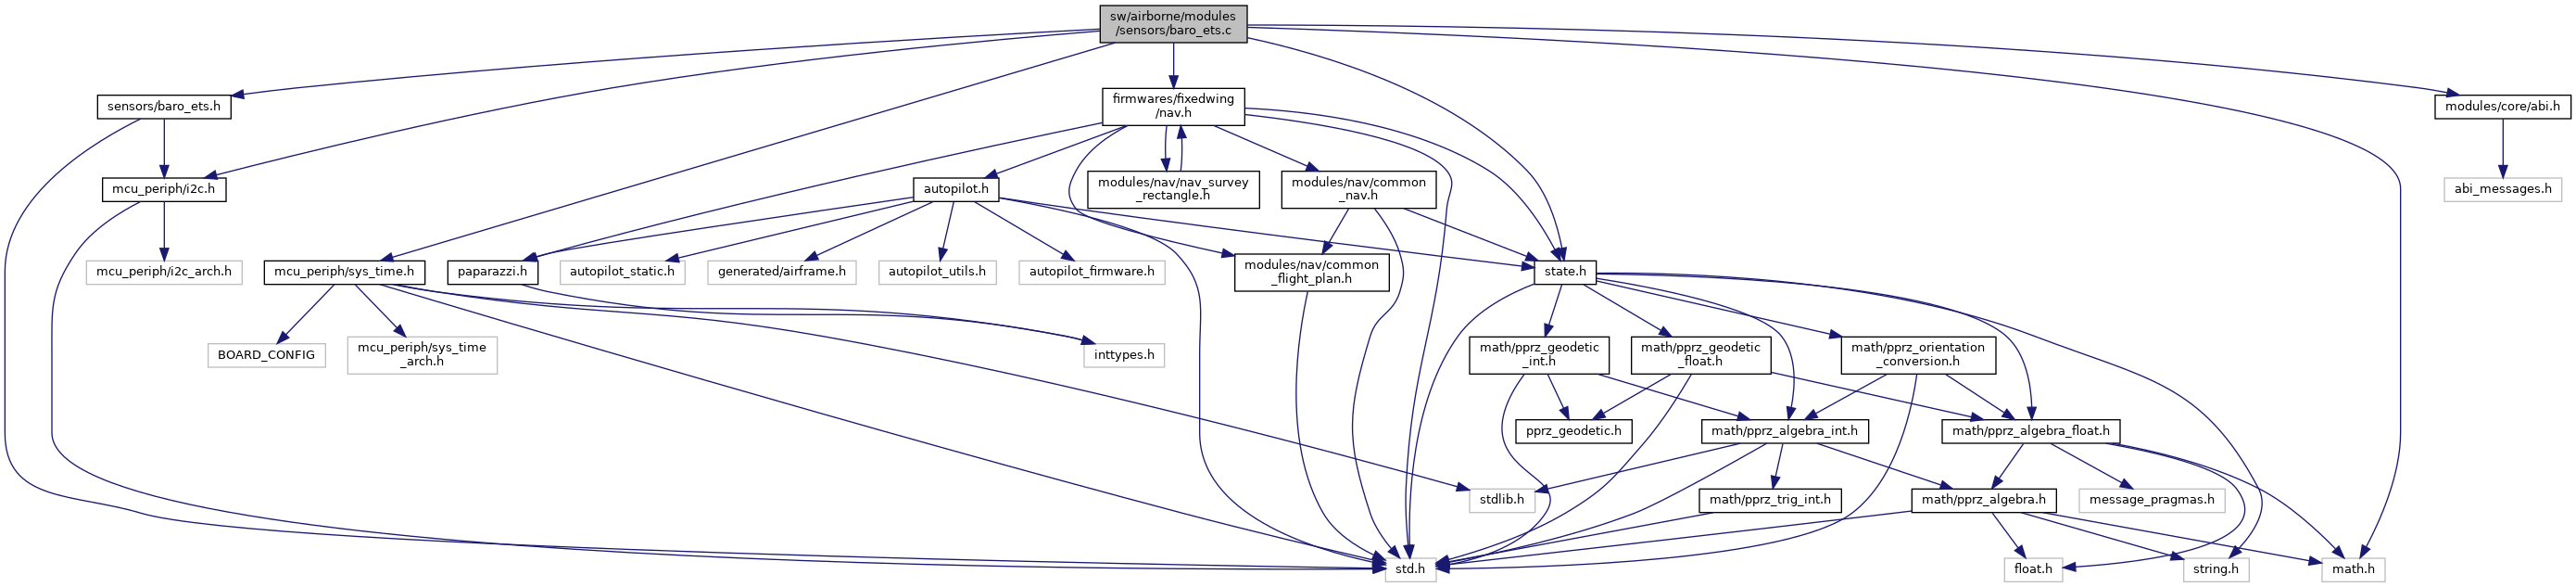 sw/airborne/modules
/sensors/baro_ets.c
sensors/baro_ets.h
firmwares/fixedwing
/nav.h
modules/core/abi.h
mcu_periph/i2c.h
autopilot.h
modules/nav/nav_survey
_rectangle.h
modules/nav/common
_nav.h
abi_messages.h
mcu_periph/i2c_arch.h
mcu_periph/sys_time.h
paparazzi.h
autopilot_static.h
generated/airframe.h
autopilot_utils.h
autopilot_firmware.h
modules/nav/common
_flight_plan.h
state.h
BOARD_CONFIG
mcu_periph/sys_time
_arch.h
inttypes.h
math/pprz_geodetic
_int.h
math/pprz_geodetic
_float.h
math/pprz_orientation
_conversion.h
pprz_geodetic.h
math/pprz_algebra_int.h
math/pprz_algebra_float.h
stdlib.h
math/pprz_trig_int.h
math/pprz_algebra.h
message_pragmas.h
std.h
float.h
string.h
math.h